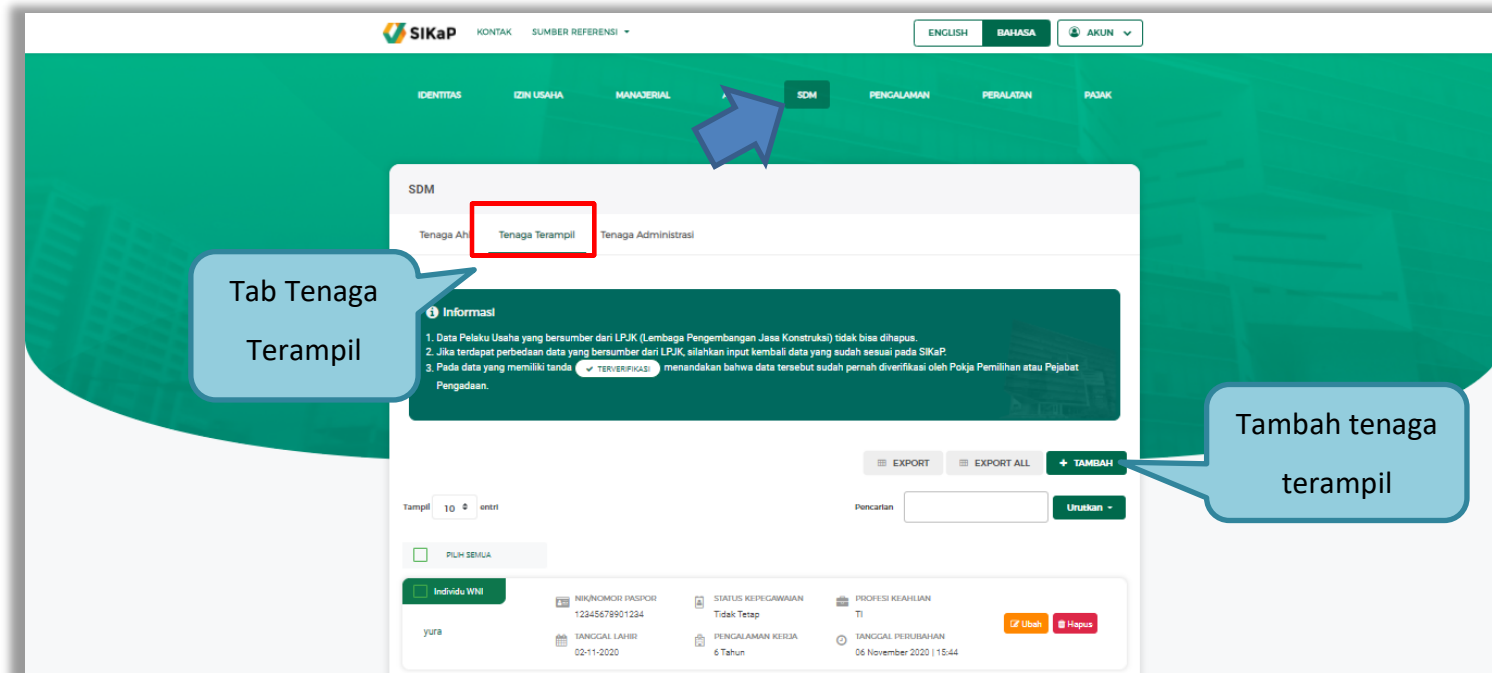 SIKaP KONTAK SUMBER REFERENSI ENGLISH BAHASA AKUN
IDENTITAS IZIN USAHA MANAJERIAL SDM PENGALAMAN PERALATAN PAJAK
SDM
Tenaga Ah Tenaga Terampil Tenaga Administrasi
Tab Tenaga
Terampil
Informasi
1. Data Pelaku Usaha yang bersumber dari LPJK (Lembaga Pengembangan Jasa Konstruksi) tidak bisa dihapus.
2. Jika terdapat perbedaan data yang bersumber dari LPJK, silahkan input kembali data yang sudah sesuai pada SIKaP.
3. Pada data yang memiliki tanda TERVERIFIKASI menandakan bahwa data tersebut sudah pernah diverifikasi oleh Pokja Pemilihan atau Pejabat
Pengadaan.
Tambah tenaga
terampil
EXPORT EXPORT ALL + TAMBAH
Tampil 10 entri Pencarian Urutkan
PILIH SEMUA
Individu WNI
yura
NIK/NOMOR PASPOR STATUS KEPEGAWAIAN PROFESI KEAHLIAN
12345678901234 Tidak Tetap TI
Ubah Hapus
TANGGAL LAHIR PENGALAMAN KERJA TANGGAL PERUBAHAN
02-11-2020 6 Tahun 06 November 2020 | 15:44